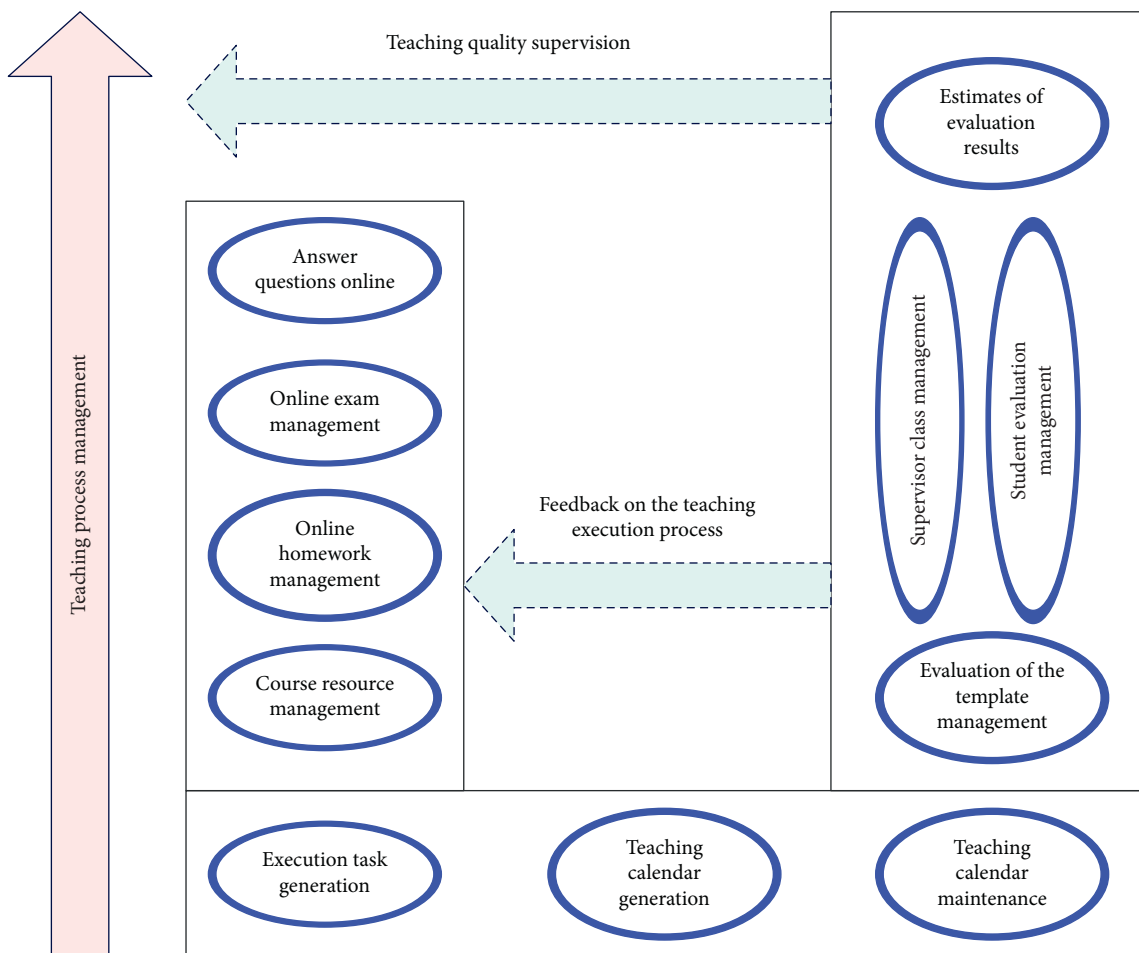 Teaching quality supervision
Estimates of
evaluation
results
Teaching process management
Answer
questions online
Online exam
management
Online
homework
management
Course resource
management
Feedback on the teaching
execution process
Supervisor class management
Student evaluation
management
Evaluation of the
template
management
Execution task
generation
Teaching
calendar
generation
Teaching
calendar
maintenance